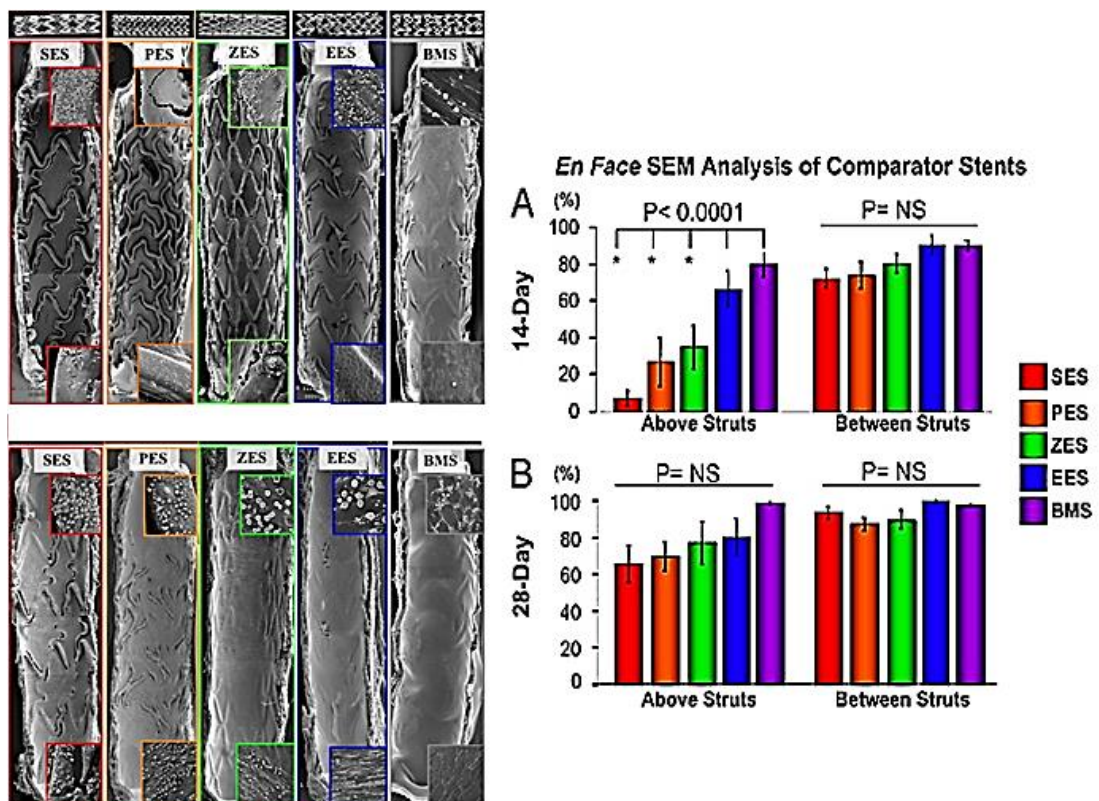 SES PES ZES EES BMS
SES PES ZES EES BMS
En Face SEM Analysis of Comparator Stents
A
(%)
P< 0.0001
P= NS
100
80
60
40
20
0
* * *
14-Day
Above Struts Between Struts
B
(%)
P= NS
P= NS
100
80
60
40
20
0
28-Day
Above Struts Between Struts
SES
PES
ZES
EES
BMS